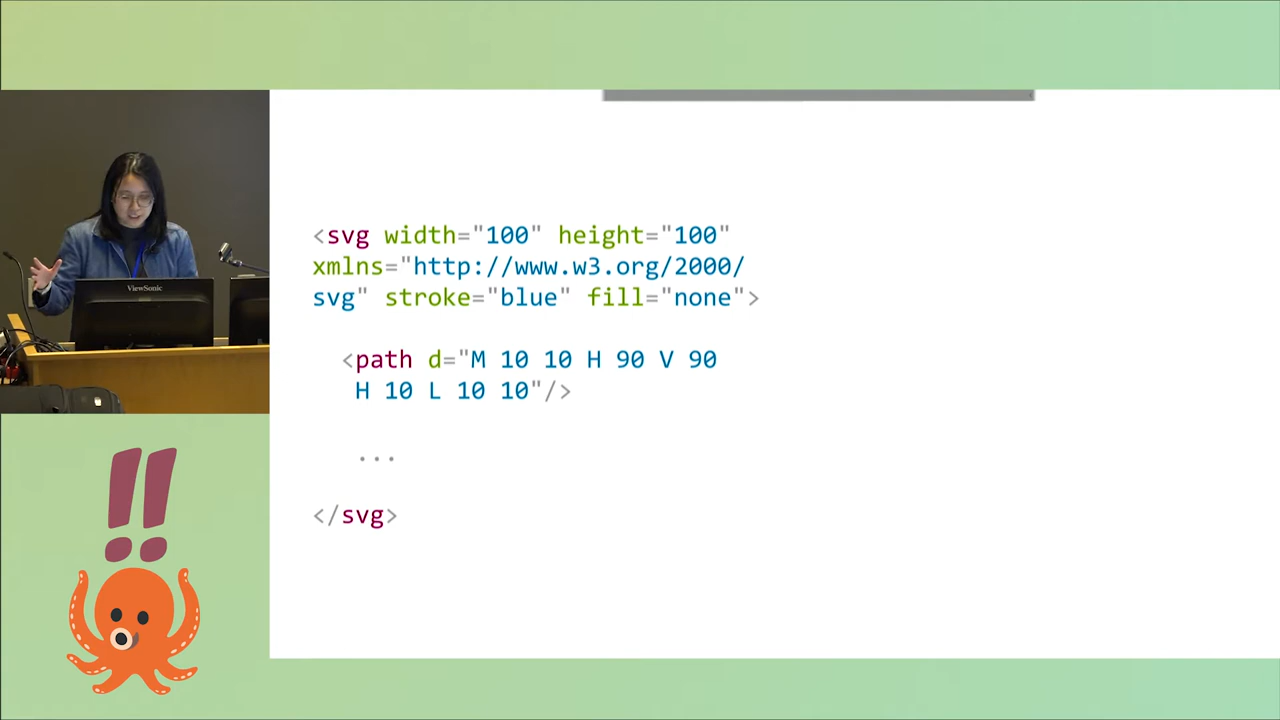 <svg width="100" height="100"
xmlns="http://www.w3.org/2000/
svg" stroke="blue" fill="none">
<path d="M 10 10 H 90 V 90
H 10 L 10 10"/>
...
</svg>
ViewSonic
!!